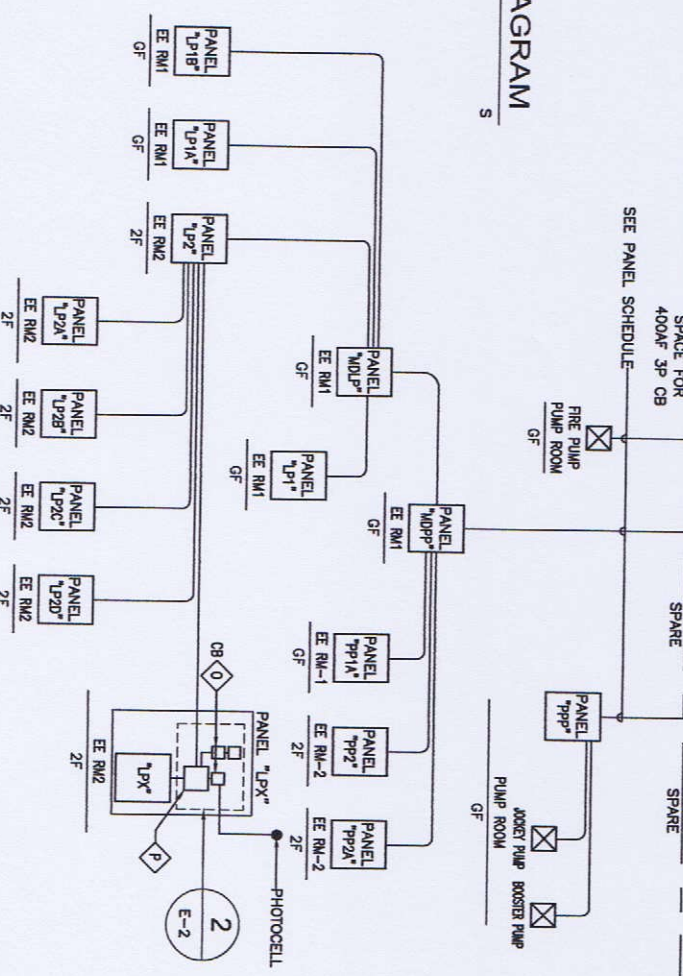 AGRAM
S
SPACE FOR
400AF 3P CB
SEE PANEL SCHEDULE
FIRE PUMP
PUMP ROOM
GF
SPARE
SPARE
PANEL
"PPP"
JOCKEY PUMP
BOOSTER PUMP
PUMP ROOM
GF
PANEL
"MDPP"
EE RM1
GF
PANEL
"PP1A"
EE RM-1
GF
PANEL
"PP2"
EE RM-2
2F
PANEL
"PP2A"
EE RM-2
2F
PANEL
"MDLP"
EE RM1
GF
PANEL
"LP1"
EE RM1
GF
PANEL
"LP1B"
EE RM1
GF
PANEL
"LP1A"
EE RM1
GF
PANEL
"LP2"
EE RM2
2F
PANEL
"LP2A"
EE RM2
2F
PANEL
"LP2B"
EE RM2
2F
PANEL
"LP2C"
EE RM2
2F
PANEL
"LP2D"
EE RM2
2F
CB
O
PANEL "LPX"
"LPX"
EE RM2
2F
P
PHOTOCELL
2
E-2